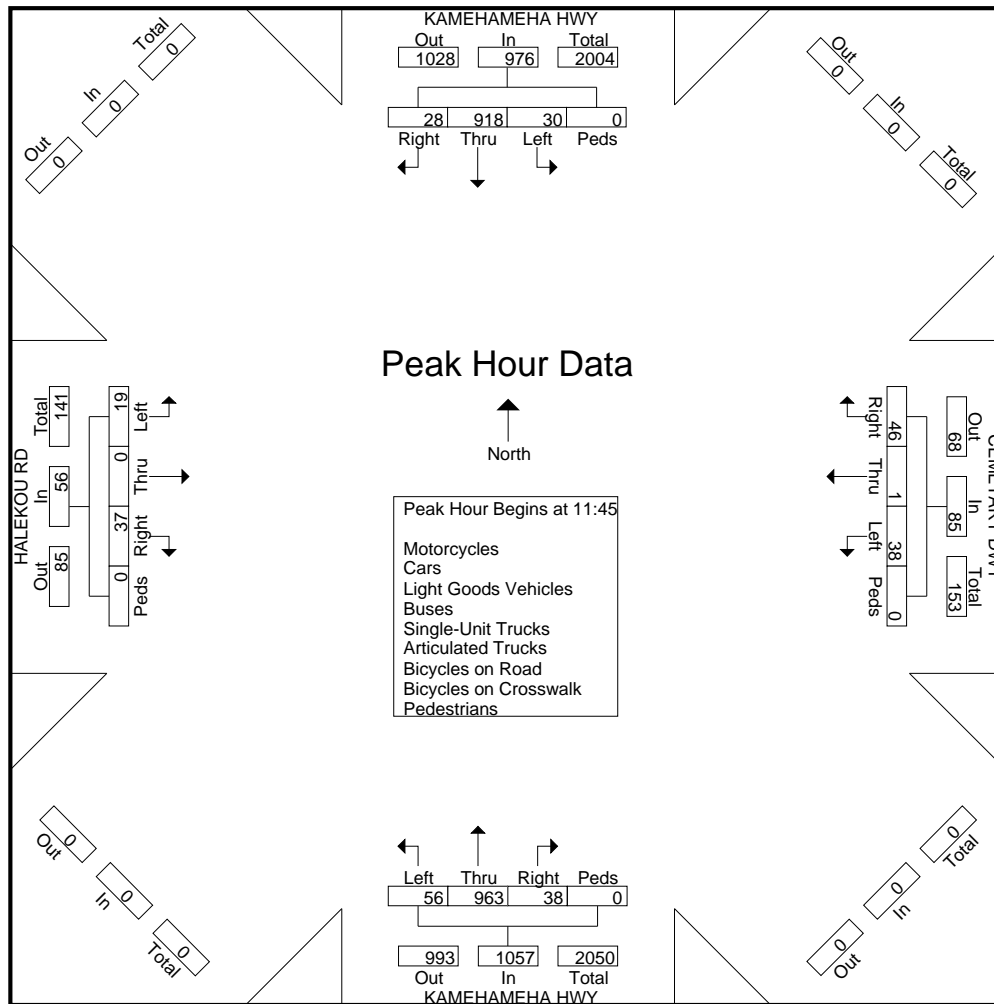 KAMEHAMEHA HWY
Out In Total
1028 976 2004
28 918 30 0
Right Thru Left Peds
Total
0
In
0
Out
0
Out
0
In
0
Total
0
Peak Hour Data
North
HALEKOU RD
Total In Out
141 56 85
19 0 37 0
Left Thru Right Peds
Right Thru Left Peds
46 1 38 0
Out In Total
68 85 153
Peak Hour Begins at 11:45
Motorcycles
Cars
Light Goods Vehicles
Buses
Single-Unit Trucks
Articulated Trucks
Bicycles on Road
Bicycles on Crosswalk
Pedestrians
0
Out
0
In
0
Total
0
Total
0
In
0
Out
Left Thru Right Peds
56 963 38 0
993 1057 2050
Out In Total
KAMEHAMEHA HWY